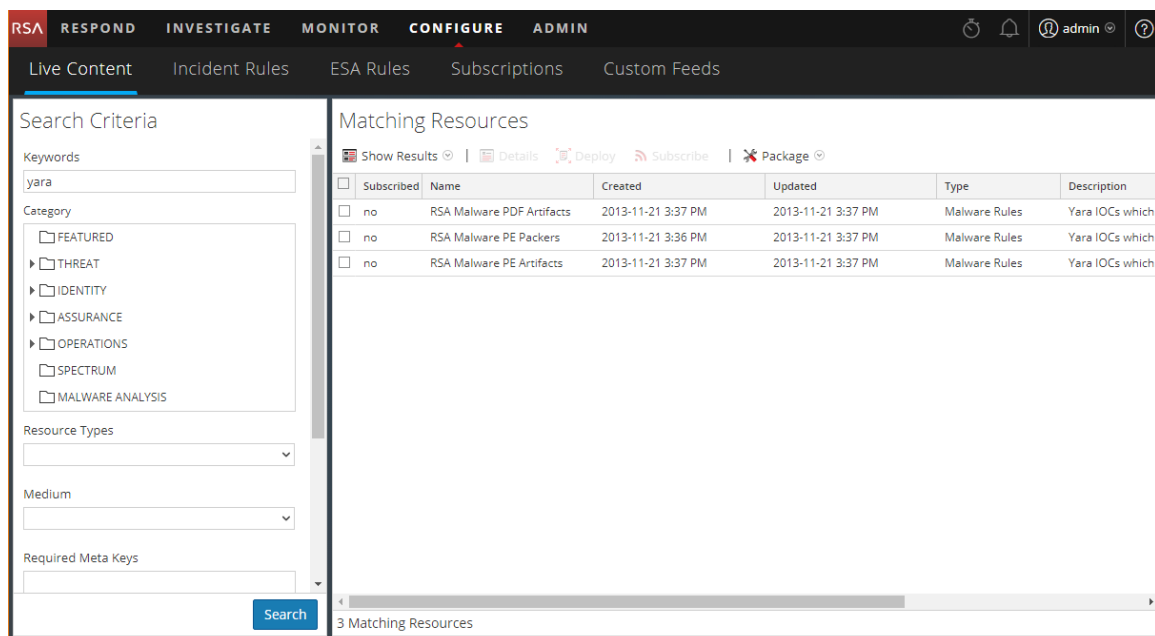 RSA RESPOND INVESTIGATE MONITOR CONFIGURE ADMIN admin
Live Content Incident Rules ESA Rules Subscriptions Custom Feeds
Search Criteria
Keywords
yara
Category
FEATURED
THREAT
IDENTITY
ASSURANCE
OPERATIONS
SPECTRUM
MALWARE ANALYSIS
Resource Types
Medium
Required Meta Keys
Search
Matching Resources
Show Results | Details Deploy Subscribe | Package
Subscribed Name Created Updated Type Description
no RSA Malware PDF Artifacts 2013-11-21 3:37 PM 2013-11-21 3:37 PM Malware Rules Yara IOCs which
no RSA Malware PE Packers 2013-11-21 3:36 PM 2013-11-21 3:37 PM Malware Rules Yara IOCs which
no RSA Malware PE Artifacts 2013-11-21 3:37 PM 2013-11-21 3:37 PM Malware Rules Yara IOCs which
3 Matching Resources